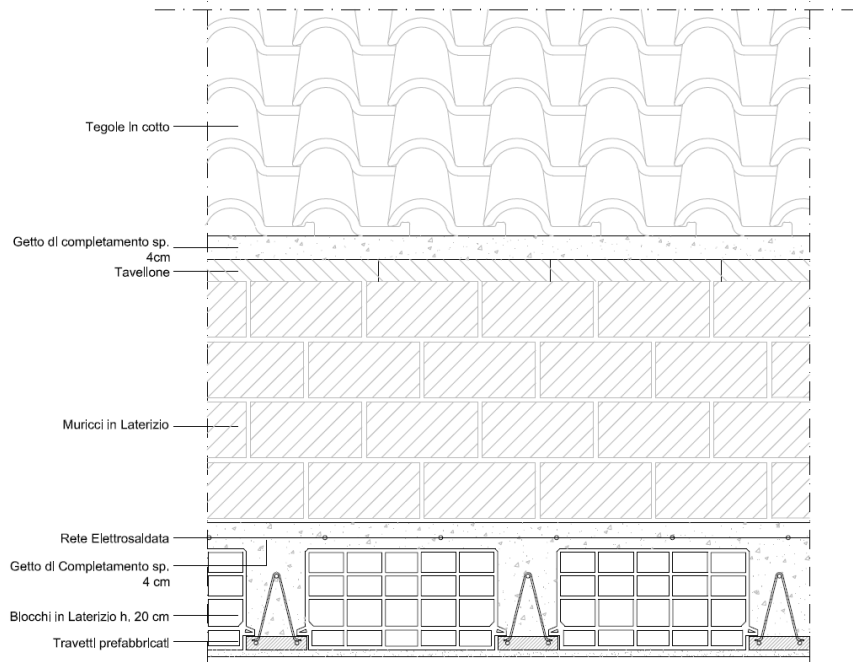 Tegole In cotto
Getto di completamento sp.
4cm
Tavellone
Muricci in Laterizio
Rete Elettrosaldata
Getto di Completamento sp.
4 cm
Blocchi in Laterizio h, 20 cm
Travetti prefabbricati